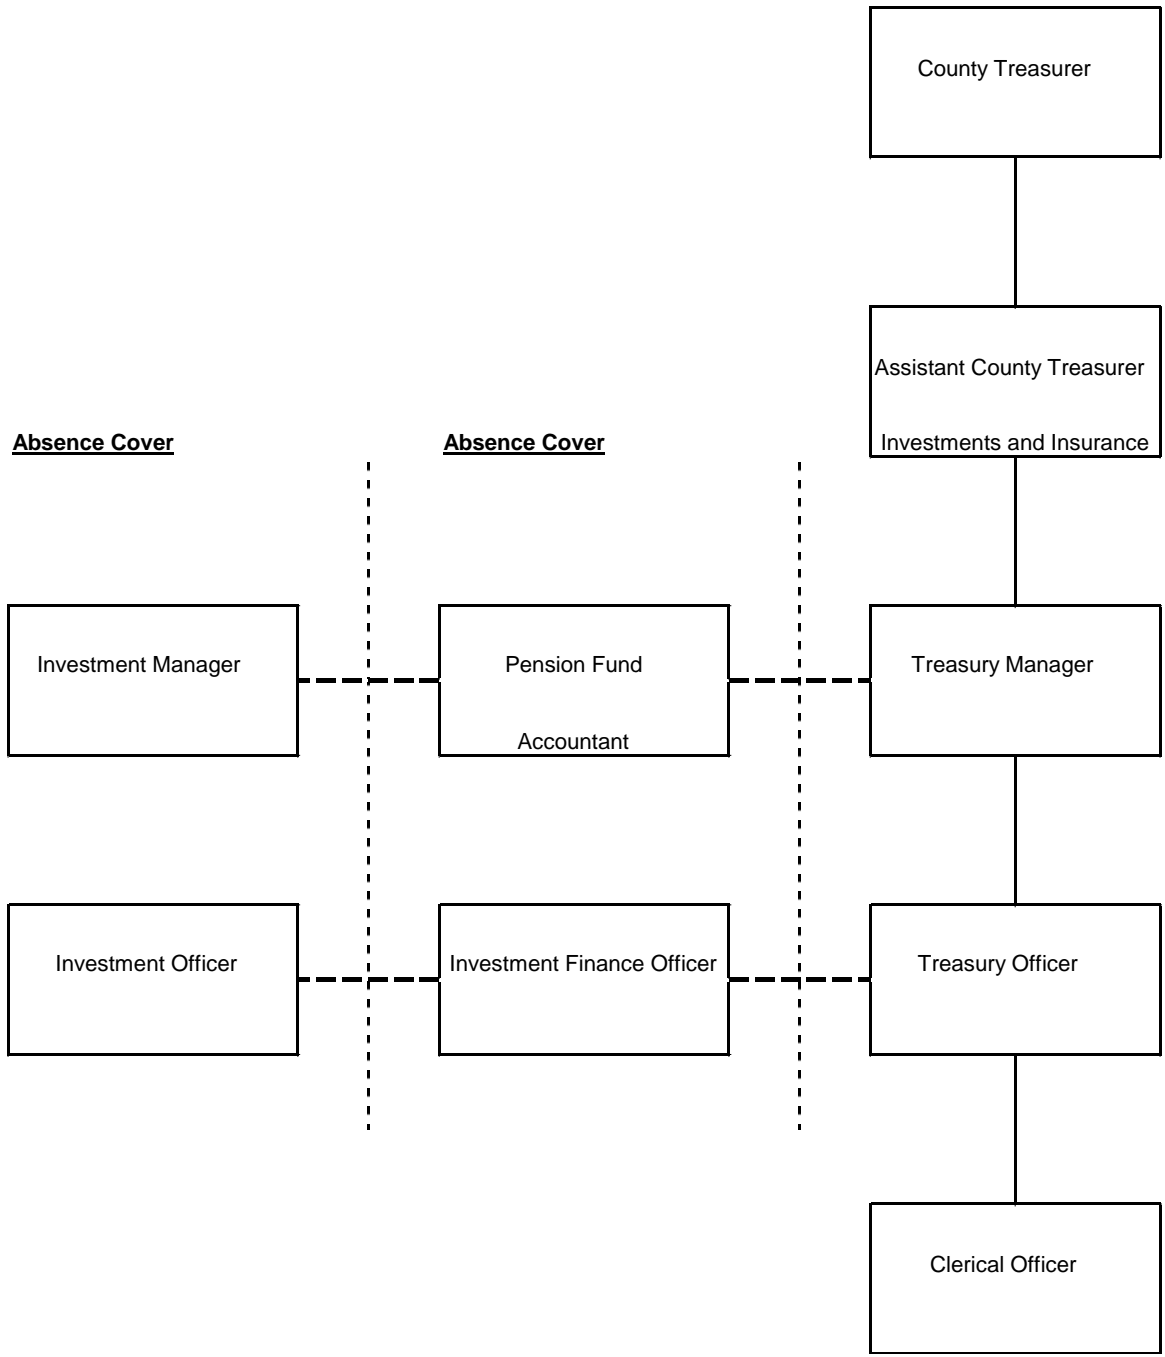 County Treasurer
Assistant County Treasurer
Absence Cover
Absence Cover
Investments and Insurance
Investment Manager
Pension Fund
Treasury Manager
Accountant
Investment Officer
Investment Finance Officer
Treasury Officer
Clerical Officer